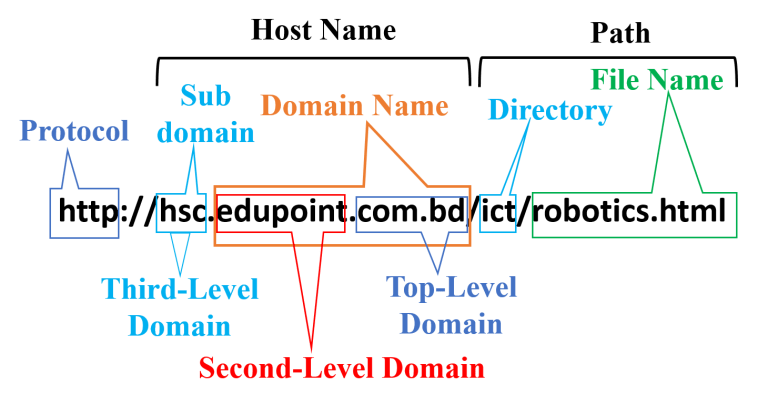 Host Name
Path
Sub
domain
Domain Name
Directory
File Name
Protocol
http://hsc.edupoint.com.bd/ict/robotics.html
Third-Level
Domain
Top-Level
Domain
Second-Level Domain